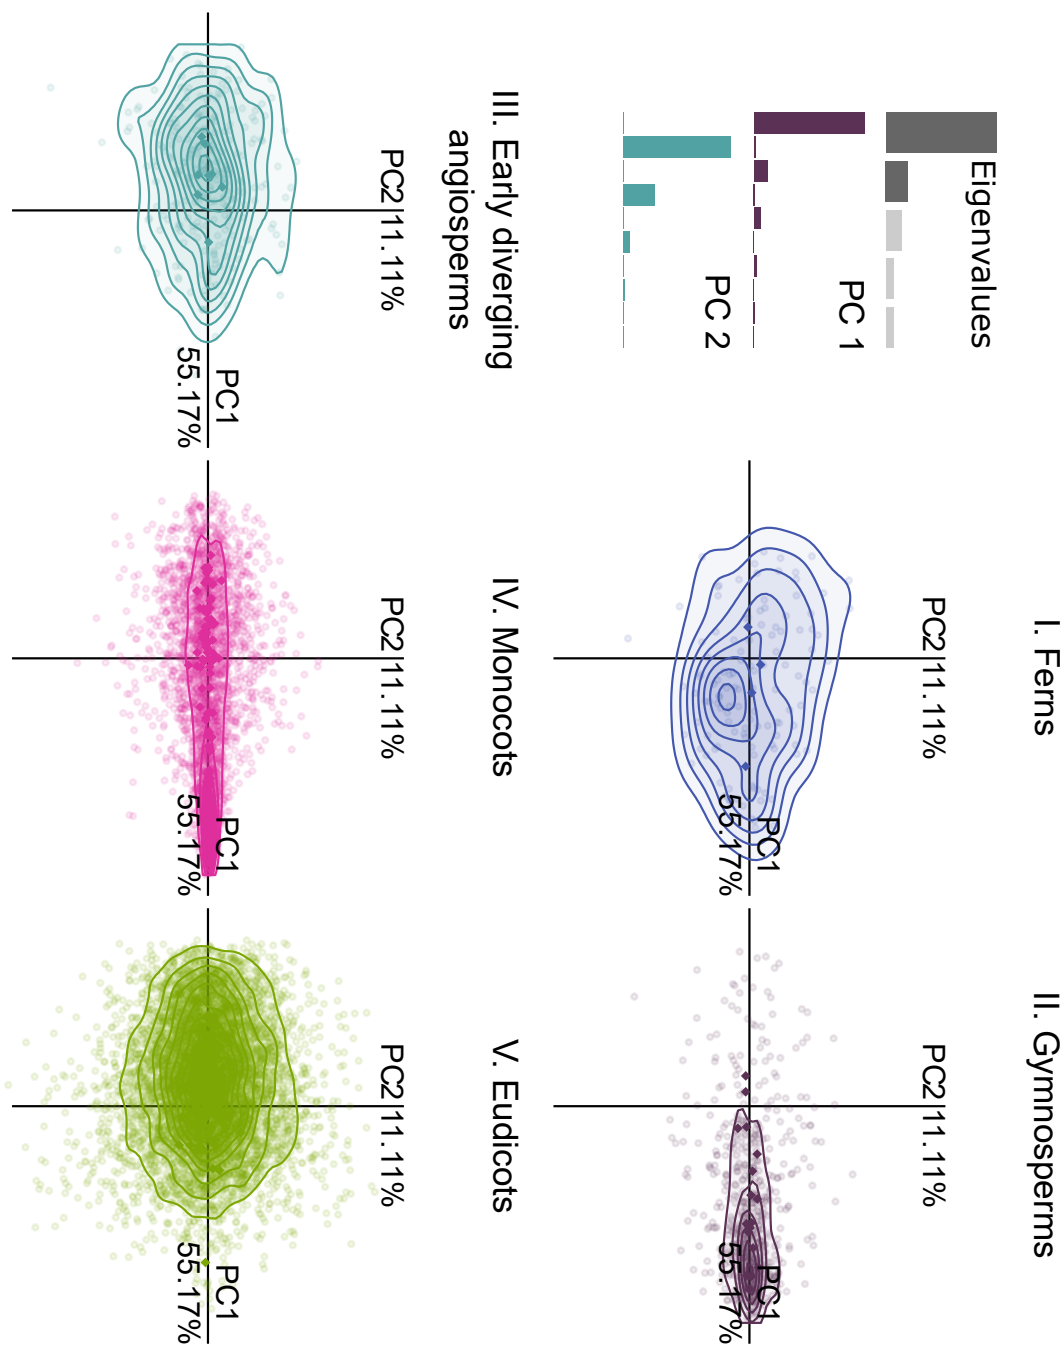 Eigenvalues
PC 1
PC 2
I. Ferns
PC2
11.11%
PC1
55.17%
II. Gymnosperms
PC2
11.11%
PC1
55.17%
III. Early diverging
angiosperms
PC2
11.11%
PC1
55.17%
IV. Monocots
PC2
11.11%
PC1
55.17%
V. Eudicots
PC2
11.11%
PC1
55.17%